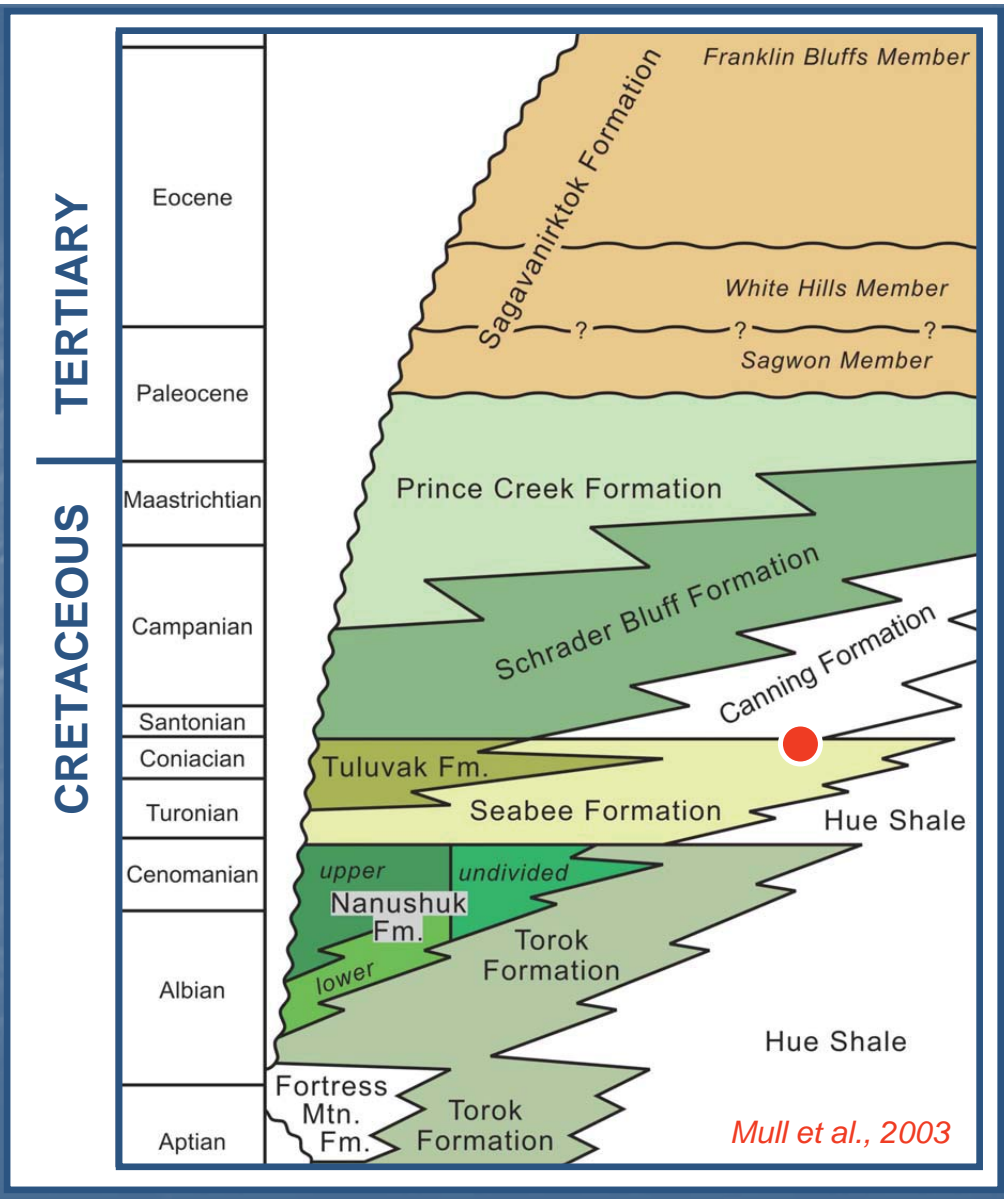 TERTIARY
CRETACEOUS
Eocene
Paleocene
Maastrichtian
Campanian
Santonian
Coniacian
Turonian
Cenomanian
Albian
Aptian
Franklin Bluffs Member
Sagavanirktok Formation
White Hills Member
? ? ?
Sagwon Member
Prince Creek Formation
Schrader Bluff Formation
Canning Formation
Tuluvak Fm.
Seabee Formation
Hue Shale
upper
undivided
Nanushuk
Fm.
lower
Torok
Formation
Hue Shale
Fortress
Mtn.
Fm.
Torok
Formation
Mull et al., 2003